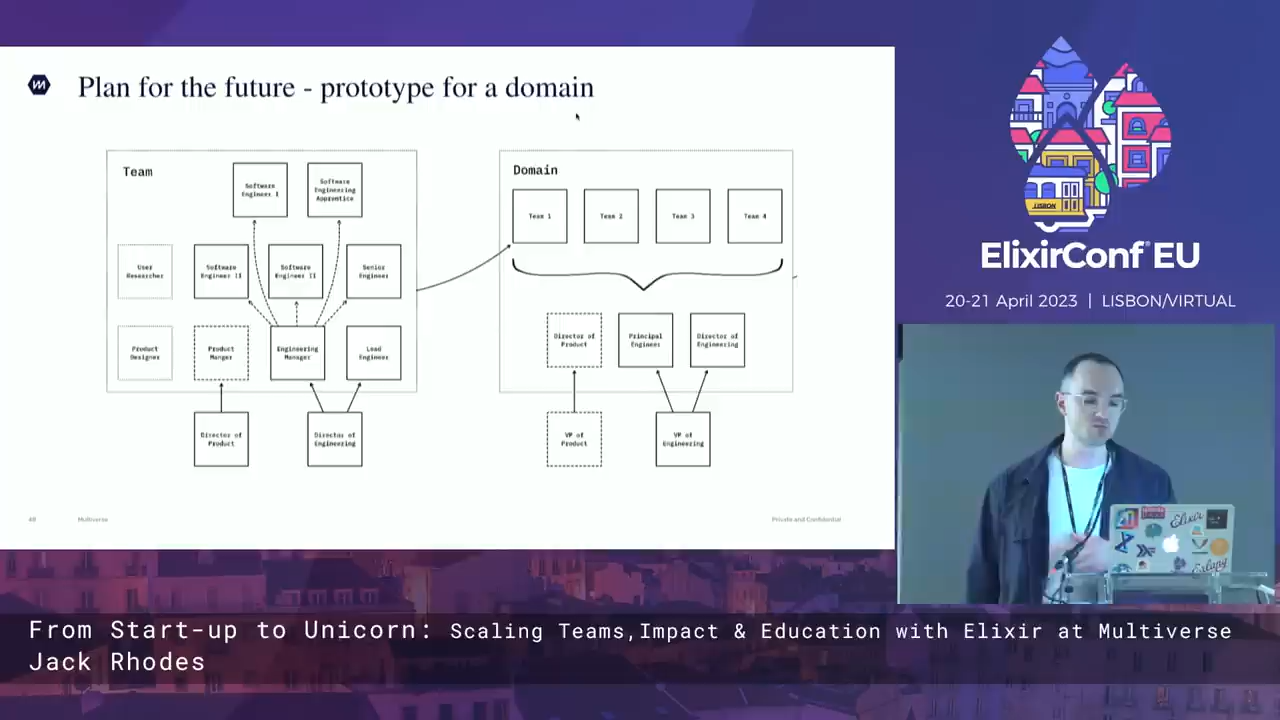 Plan for the future - prototype for a domain
Team
Software
Engineer I
Software
Engineering
Apprentice
User
Researcher
Software
Engineer II
Software
Engineer II
Senior
Engineer
Product
Designer
Product
Manger
Engineering
Manager
Lead
Engineer
Director of
Product
Director of
Engineering
Domain
Team 1
Team 2
Team 3
Team 4
Director of
Product
Principal
Engineer
Director of
Engineering
VP of
Product
VP of
Engineering
48
Multiverse
Private and Confidential
LISBON
ElixirConf EU
20-21 April 2023 | LISBON/VIRTUAL
Elixir
Erlang
From Start-up to Unicorn: Scaling Teams,Impact & Education with Elixir at Multiverse
Jack Rhodes